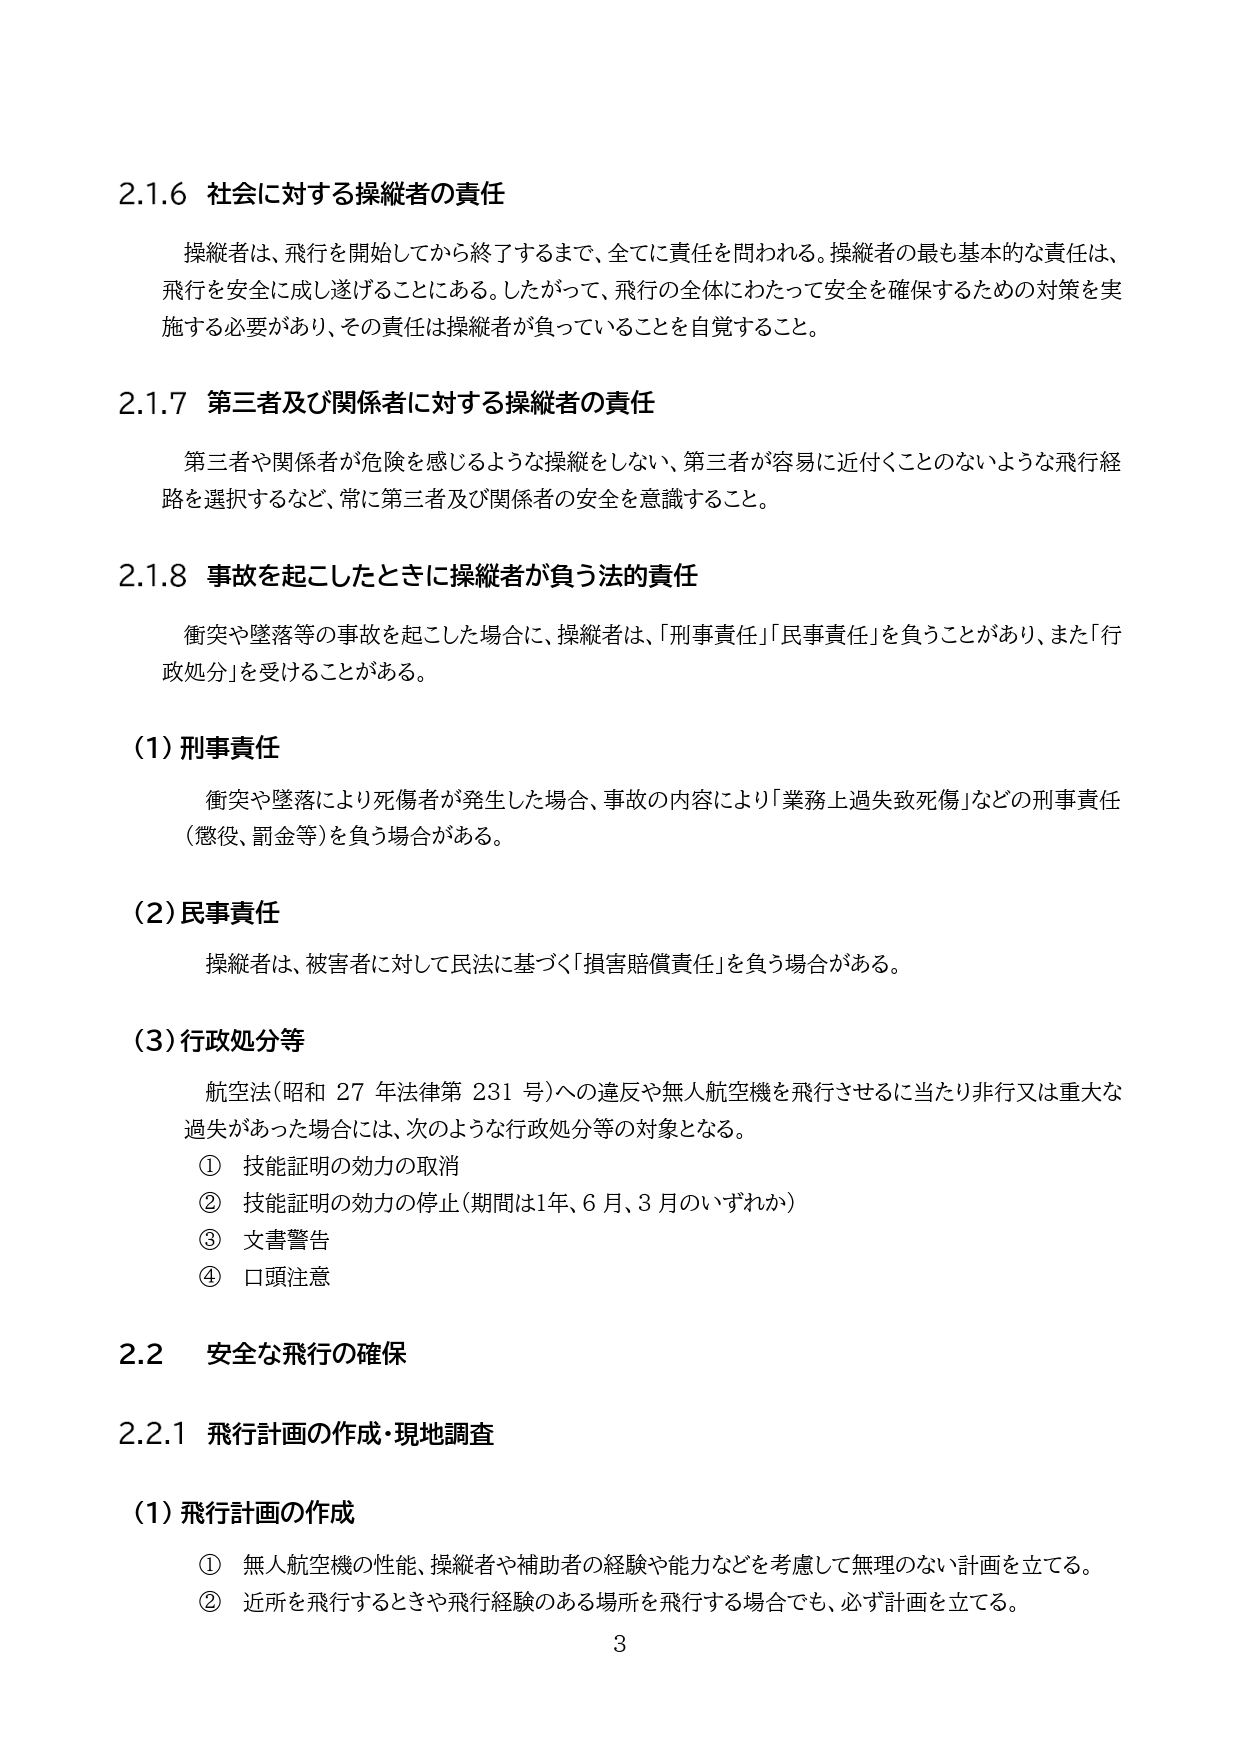 2.1.6 社会に対する操縦者の責任
操縦者は、飛行を開始してから終了するまで、全てに責任を問われる。操縦者の最も基本的な責任は、
飛行を安全に成し遂げることにある。したがって、飛行の全体にわたって安全を確保するための対策を実
施する必要があり、その責任は操縦者が負っていることを自覚すること。
2.1.7 第三者及び関係者に対する操縦者の責任
第三者や関係者が危険を感じるような操縦をしない、第三者が容易に近付くことのないような飛行経
路を選択するなど、常に第三者及び関係者の安全を意識すること。
2.1.8 事故を起こしたときに操縦者が負う法的責任
衝突や墜落等の事故を起こした場合に、操縦者は、「刑事責任」「民事責任」を負うことがあり、また「行
政処分」を受けることがある。
（1）刑事責任
衝突や墜落により死傷者が発生した場合、事故の内容により「業務上過失致死傷」などの刑事責任
（懲役、罰金等）を負う場合がある。
（2）民事責任
操縦者は、被害者に対して民法に基づく「損害賠償責任」を負う場合がある。
（3）行政処分等
航空法（昭和 27 年法律第 231 号）への違反や無人航空機を飛行させるに当たり非行又は重大な
過失があった場合には、次のような行政処分等の対象となる。
① 技能証明の効力の取消
② 技能証明の効力の停止（期間は1年、6 月、3 月のいずれか）
③ 文書警告
④ 口頭注意
2.2 安全な飛行の確保
2.2.1 飛行計画の作成・現地調査
（1）飛行計画の作成
① 無人航空機の性能、操縦者や補助者の経験や能力などを考慮して無理のない計画を立てる。
② 近所を飛行するときや飛行経験のある場所を飛行する場合でも、必ず計画を立てる。
3